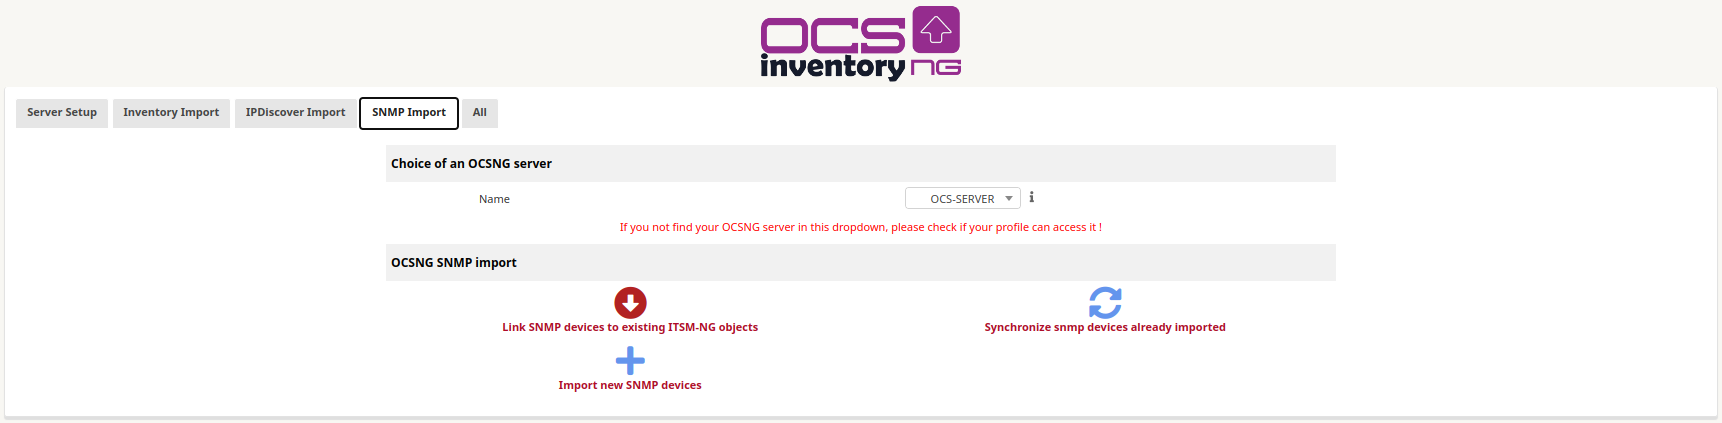 OCS
inventory NG
Server Setup
Inventory Import
IPDiscover Import
SNMP Import
All
Choice of an OCSNG server
Name
OCS-SERVER
If you not find your OCSNG server in this dropdown, please check if your profile can access it !
OCSNG SNMP import
Link SNMP devices to existing ITSM-NG objects
Synchronize snmp devices already imported
Import new SNMP devices